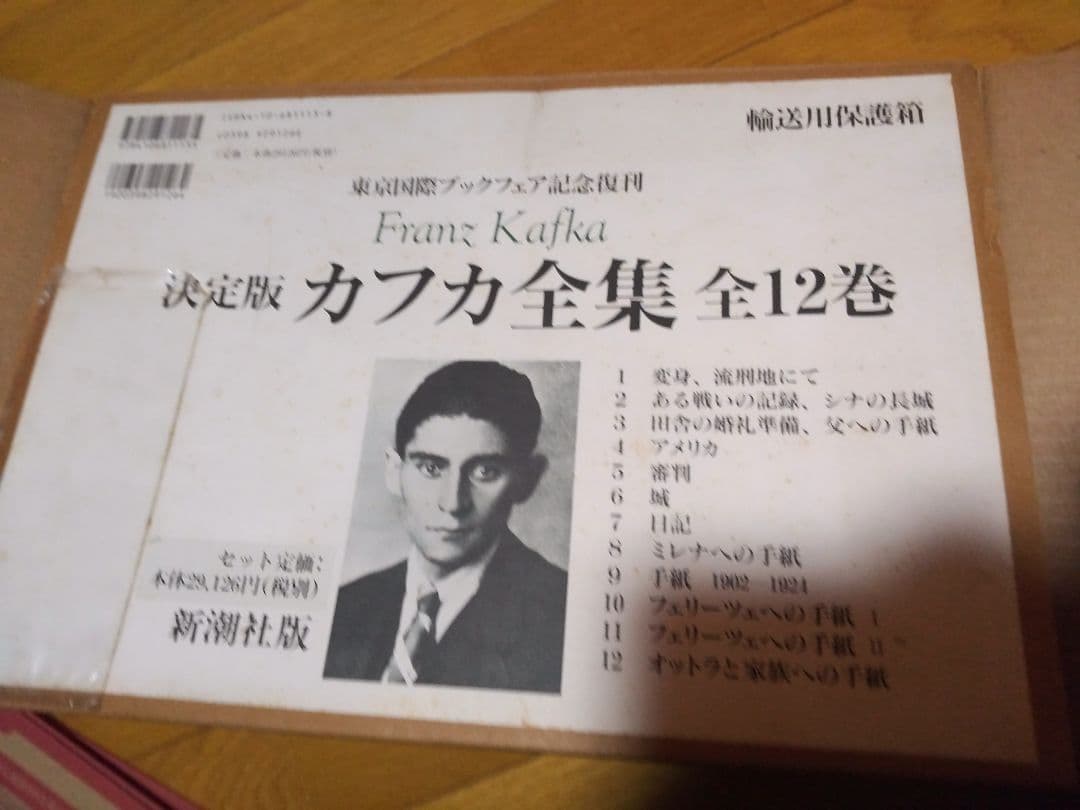 輸送用保護箱
東京国際ブックフェア記念復刊
Franz Kafka
決定版 カフカ全集 全12巻
1 変身、流刑地にて
2 ある戦いの記録、シナの長城
3 田舎の婚礼準備、父への手紙
4 アメリカ
5 審判
6 城
7 日記
8 ミレナへの手紙
9 手紙 1902 1924
10 フェリーツェへの手紙 I
11 フェリーツェへの手紙 II
12 オットラと家族への手紙
セット定価:
本体29,126円(税別)
新潮社版